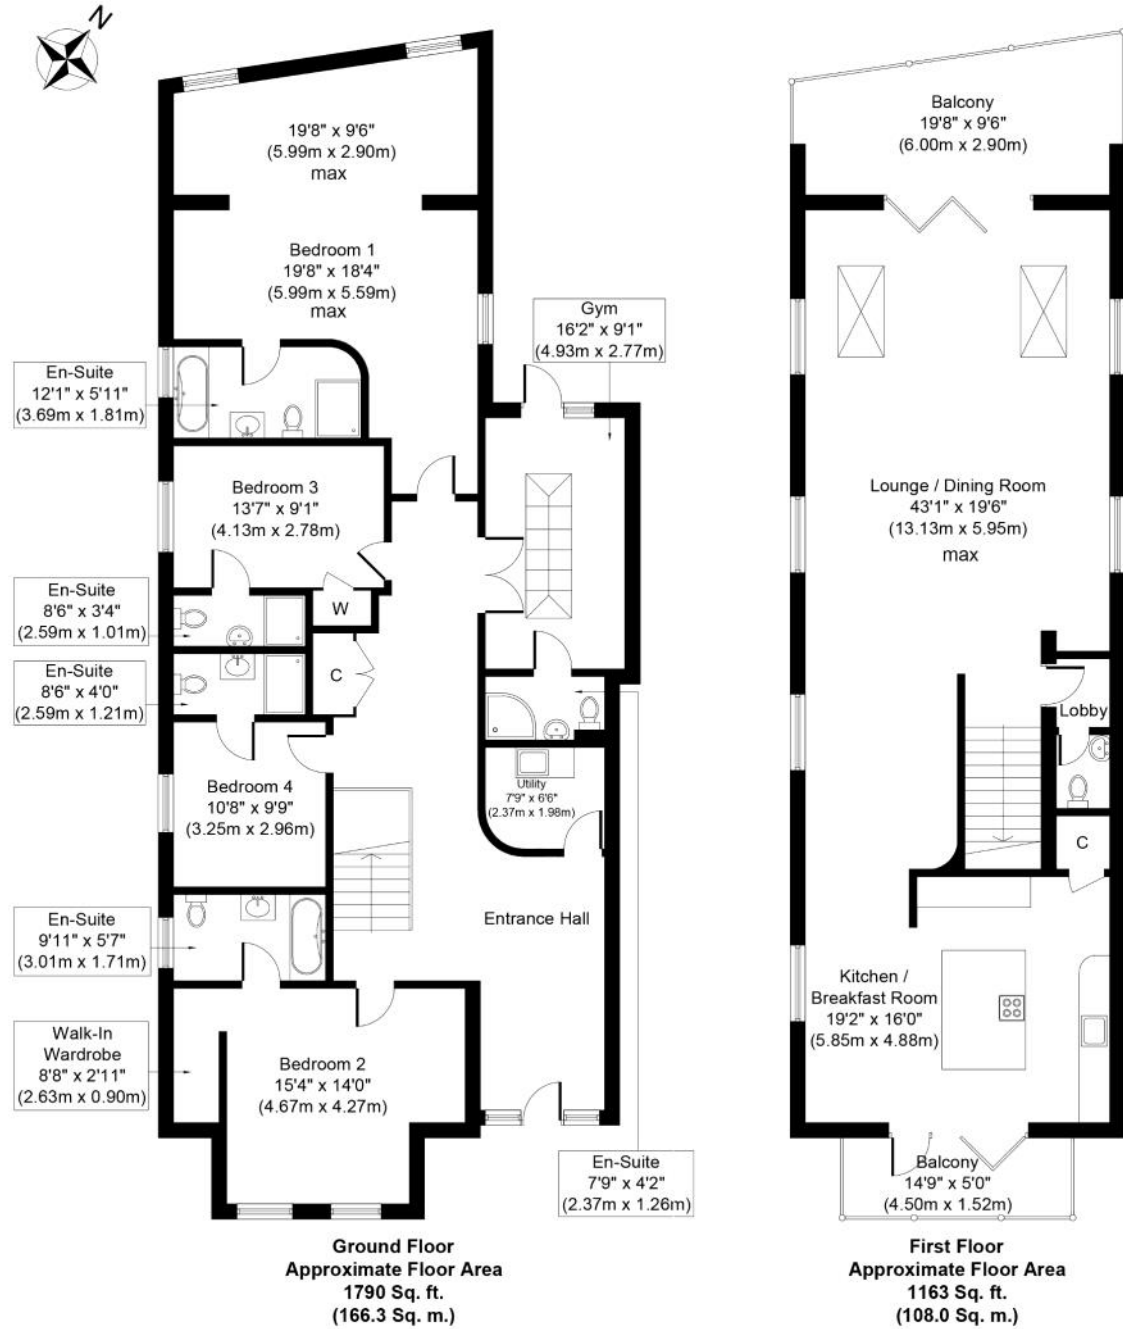 N
19'8" x 9'6"
(5.99m x 2.90m)
max
Bedroom 1
19'8" x 18'4"
(5.99m x 5.59m)
max
Gym
16'2" x 9'1"
(4.93m x 2.77m)
En-Suite
12'1" x 5'11"
(3.69m x 1.81m)
Bedroom 3
13'7" x 9'1"
(4.13m x 2.78m)
En-Suite
8'6" x 3'4"
(2.59m x 1.01m)
W
En-Suite
8'6" x 4'0"
(2.59m x 1.21m)
C
Bedroom 4
10'8" x 9'9"
(3.25m x 2.96m)
Utility
7'9" x 6'6"
(2.37m x 1.98m)
En-Suite
9'11" x 5'7"
(3.01m x 1.71m)
Entrance Hall
Walk-In
Wardrobe
8'8" x 2'11"
(2.63m x 0.90m)
Bedroom 2
15'4" x 14'0"
(4.67m x 4.27m)
En-Suite
7'9" x 4'2"
(2.37m x 1.26m)
Ground Floor
Approximate Floor Area
1790 Sq. ft.
(166.3 Sq. m.)
Balcony
19'8" x 9'6"
(6.00m x 2.90m)
Lounge / Dining Room
43'1" x 19'6"
(13.13m x 5.95m)
max
Lobby
C
Kitchen /
Breakfast Room
19'2" x 16'0"
(5.85m x 4.88m)
Balcony
14'9" x 5'0"
(4.50m x 1.52m)
First Floor
Approximate Floor Area
1163 Sq. ft.
(108.0 Sq. m.)